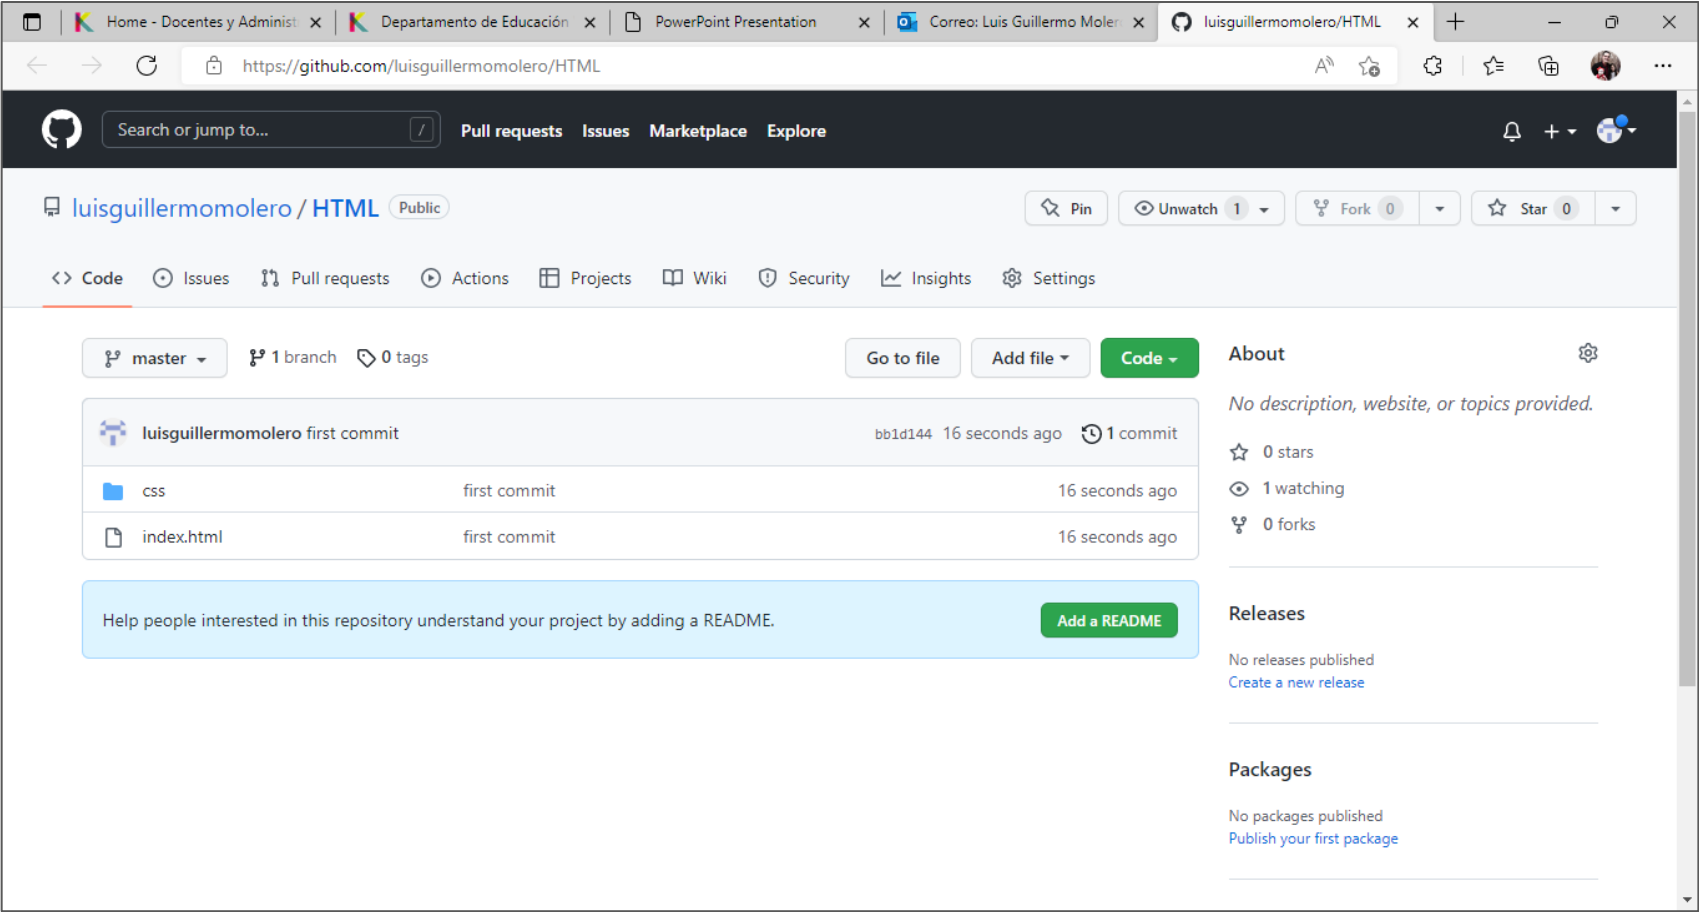 Home - Docentes y Administ
Departamento de Educación
PowerPoint Presentation
Correo: Luis Guillermo Moler
luisguillermomolero/HTML
https://github.com/luisguillermomolero/HTML
Search or jump to... /
Pull requests Issues Marketplace Explore
luisguillermomolero / HTML Public
Pin
Unwatch 1
Fork 0
Star 0
Code Issues Pull requests Actions Projects Wiki Security Insights Settings
master 1 branch 0 tags
Go to file Add file Code
luisguillermomolero first commit bb1d144 16 seconds ago 1 commit
css first commit 16 seconds ago
index.html first commit 16 seconds ago
Help people interested in this repository understand your project by adding a README. Add a README
About
No description, website, or topics provided.
0 stars
1 watching
0 forks
Releases
No releases published
Create a new release
Packages
No packages published
Publish your first package